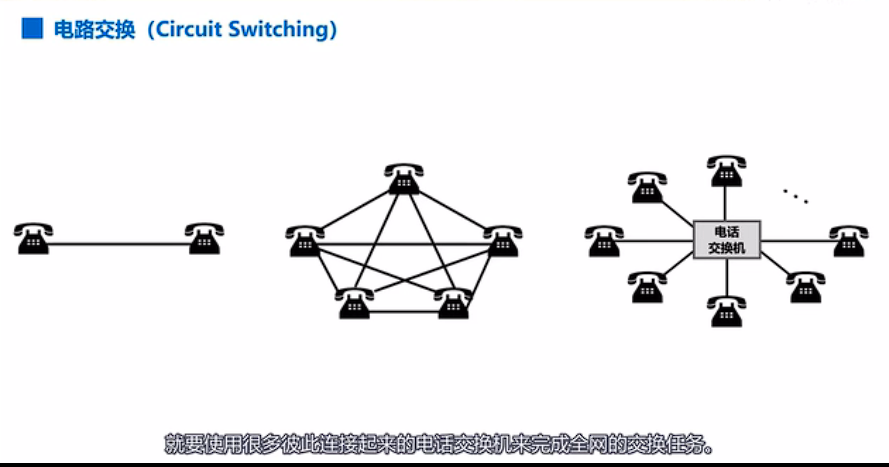 电路交换（Circuit Switching）
电话
交换机
就要使用很多彼此连接起来的电话交换机来完成全网的交换任务。